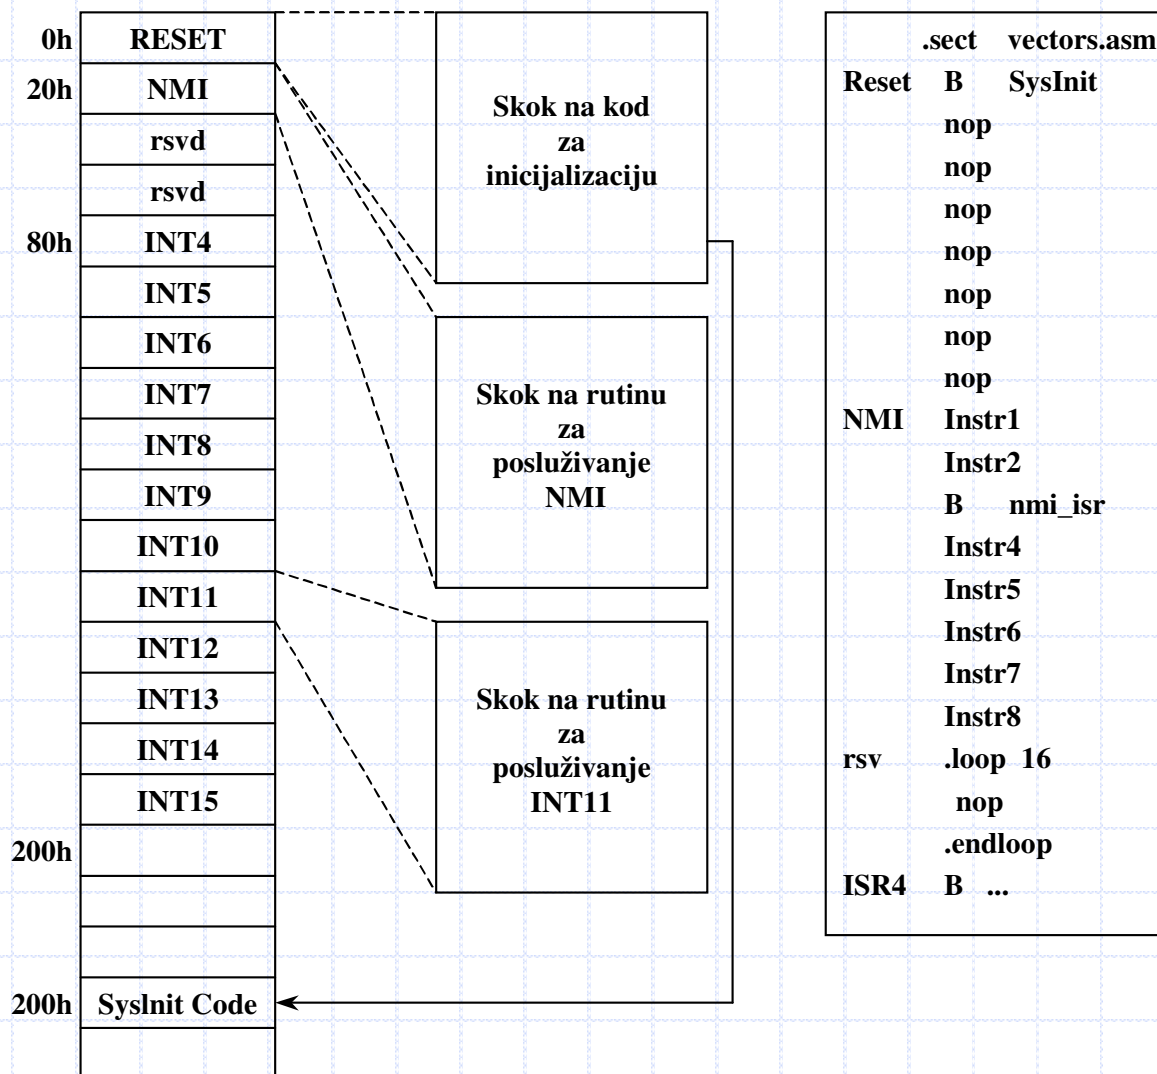 0h RESET
20h NMI
rsvd
rsvd
80h INT4
INT5
INT6
INT7
INT8
INT9
INT10
INT11
INT12
INT13
INT14
INT15
200h
200h SysInit Code
Skok na kod
za
inicijalizaciju
Skok na rutinu
za
posluživanje
NMI
Skok na rutinu
za
posluživanje
INT11
.sect vectors.asm
Reset B SysInit
nop
nop
nop
nop
nop
nop
nop
NMI Instr1
Instr2
B nmi_isr
Instr4
Instr5
Instr6
Instr7
Instr8
rsv .loop 16
nop
.endloop
ISR4 B ...